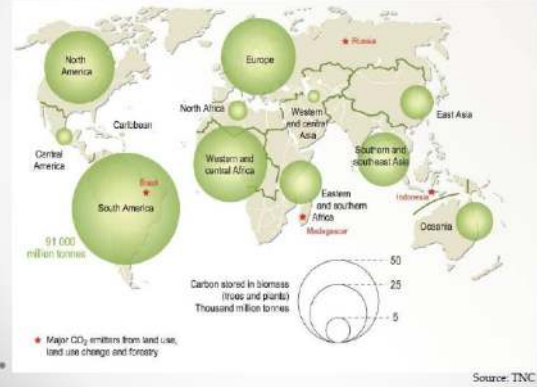 North
America
Europe
Russia
North Africa
Western
and central
Asia
East Asia
Caribbean
Central
America
Western and
central Africa
Southern and
southeast Asia
Brazil
South America
Eastern
and southern
Africa
Madagascar
Indonesia
Oceania
91 000
million tonnes
Carbon stored in biomass
(trees and plants)
Thousand million tonnes
50
25
5
Major CO2 emitters from land use,
land use change and forestry
Source: TNC